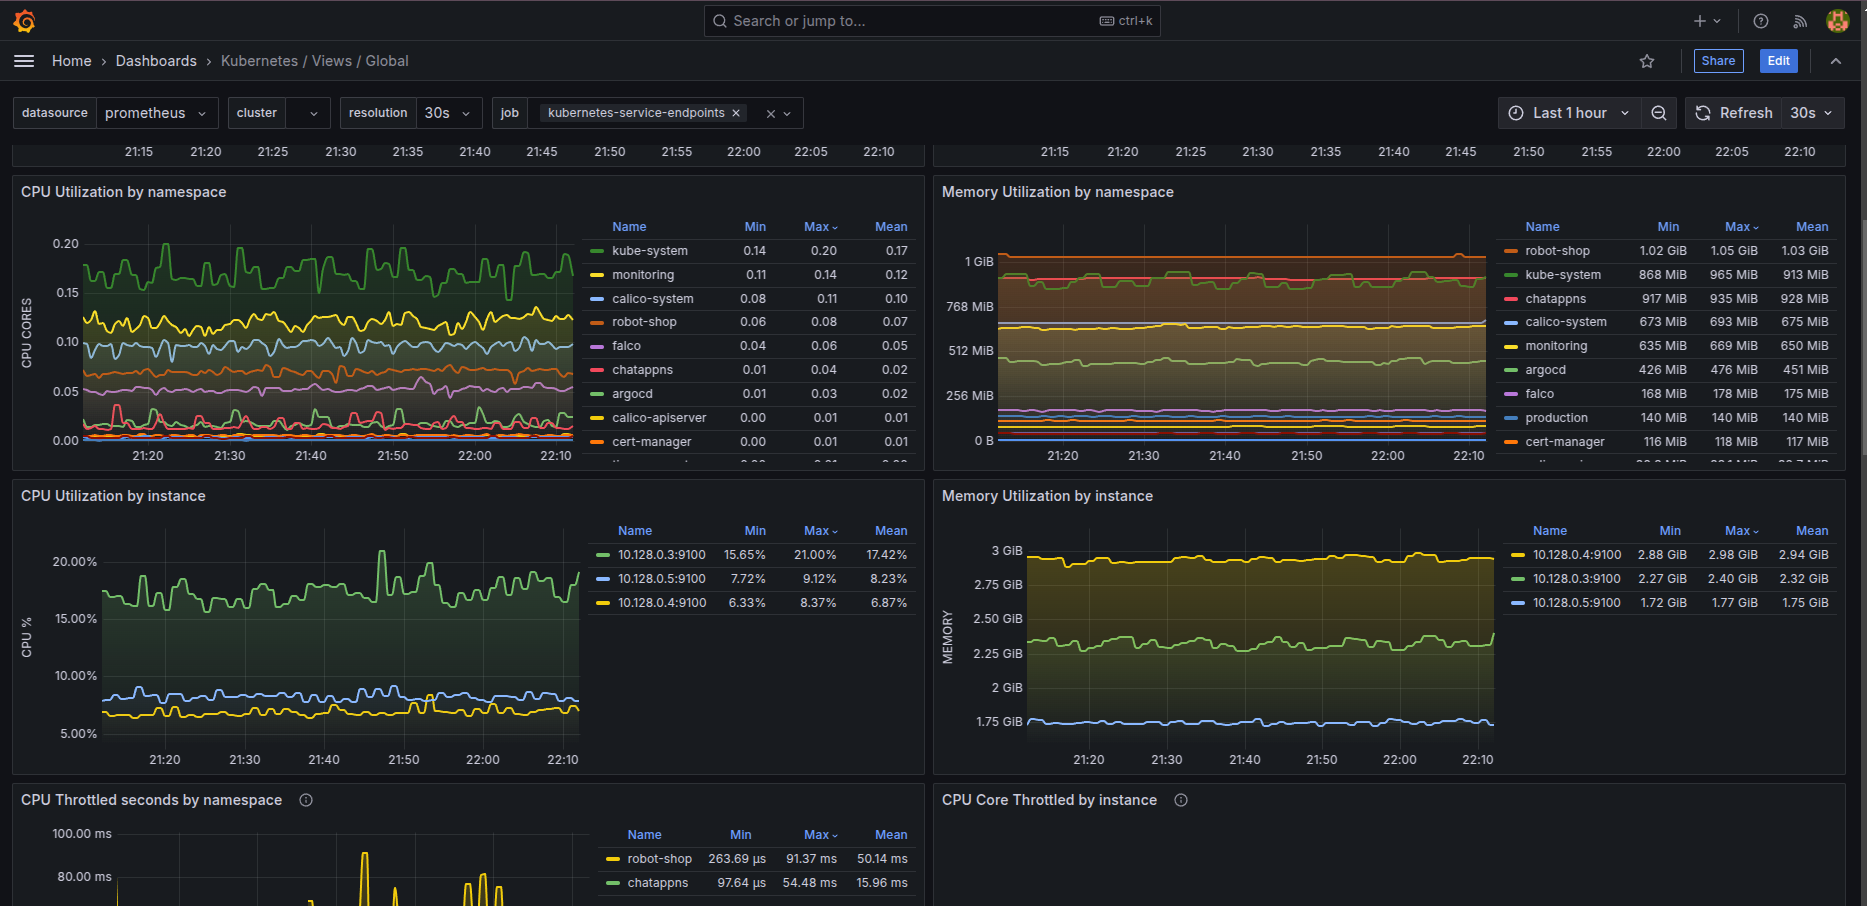 Search or jump to...
ctrl+k
Home › Dashboards › Kubernetes / Views / Global
Share
Edit
datasource prometheus
cluster
resolution 30s
job kubernetes-service-endpoints
Last 1 hour
Refresh 30s
21:15 21:20 21:25 21:30 21:35 21:40 21:45 21:50 21:55 22:00 22:05 22:10
21:15 21:20 21:25 21:30 21:35 21:40 21:45 21:50 21:55 22:00 22:05 22:10
CPU Utilization by namespace
CPU CORES
0.20
0.15
0.10
0.05
0.00
21:20 21:30 21:40 21:50 22:00 22:10
Name Min Max Mean
kube-system 0.14 0.20 0.17
monitoring 0.11 0.14 0.12
calico-system 0.08 0.11 0.10
robot-shop 0.06 0.08 0.07
falco 0.04 0.06 0.05
chatappns 0.01 0.04 0.02
argocd 0.01 0.03 0.02
calico-apiserver 0.00 0.01 0.01
cert-manager 0.00 0.01 0.01
Memory Utilization by namespace
1 GiB
768 MiB
512 MiB
256 MiB
0 B
21:20 21:30 21:40 21:50 22:00 22:10
Name Min Max Mean
robot-shop 1.02 GiB 1.05 GiB 1.03 GiB
kube-system 868 MiB 965 MiB 913 MiB
chatappns 917 MiB 935 MiB 928 MiB
calico-system 673 MiB 693 MiB 675 MiB
monitoring 635 MiB 669 MiB 650 MiB
argocd 426 MiB 476 MiB 451 MiB
falco 168 MiB 178 MiB 175 MiB
production 140 MiB 140 MiB 140 MiB
cert-manager 116 MiB 118 MiB 117 MiB
CPU Utilization by instance
CPU %
20.00%
15.00%
10.00%
5.00%
21:20 21:30 21:40 21:50 22:00 22:10
Name Min Max Mean
10.128.0.3:9100 15.65% 21.00% 17.42%
10.128.0.5:9100 7.72% 9.12% 8.23%
10.128.0.4:9100 6.33% 8.37% 6.87%
Memory Utilization by instance
MEMORY
3 GiB
2.75 GiB
2.50 GiB
2.25 GiB
2 GiB
1.75 GiB
21:20 21:30 21:40 21:50 22:00 22:10
Name Min Max Mean
10.128.0.4:9100 2.88 GiB 2.98 GiB 2.94 GiB
10.128.0.3:9100 2.27 GiB 2.40 GiB 2.32 GiB
10.128.0.5:9100 1.72 GiB 1.77 GiB 1.75 GiB
CPU Throttled seconds by namespace
100.00 ms
80.00 ms
Name Min Max Mean
robot-shop 263.69 µs 91.37 ms 50.14 ms
chatappns 97.64 µs 54.48 ms 15.96 ms
CPU Core Throttled by instance